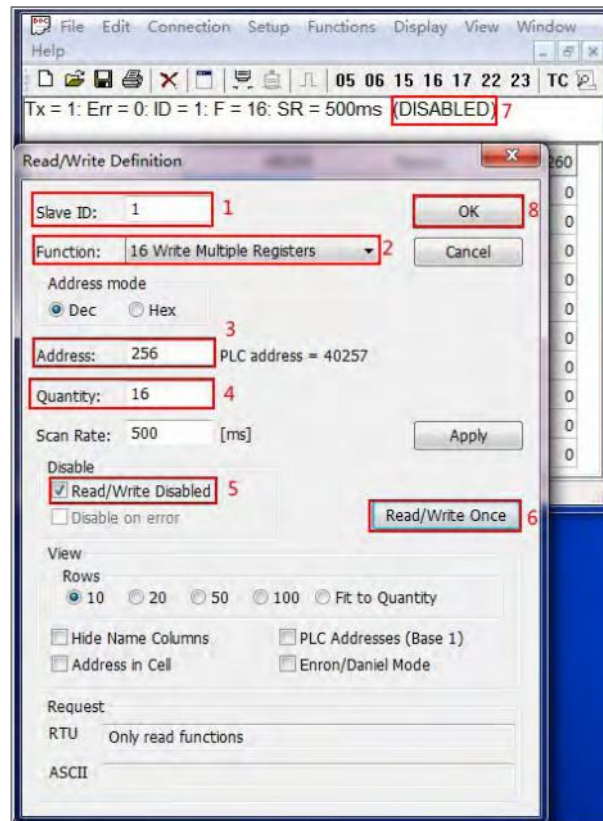 File Edit Connection Setup Functions Display View Window
Help
05 06 15 16 17 22 23 TC
Tx = 1: Err = 0: ID = 1: F = 16: SR = 500ms (DISABLED) 7
Read/Write Definition
260
Slave ID: 1 1 OK 8
0
0
Function: 16 Write Multiple Registers 2 Cancel
0
Address mode
0
Dec Hex
0
3
Address: 256 PLC address = 40257
0
Quantity: 16 4
0
0
Scan Rate: 500 [ms] Apply
0
0
Disable
Read/Write Disabled 5
Disable on error Read/Write Once 6
View
Rows
10 20 50 100 Fit to Quantity
Hide Name Columns PLC Addresses (Base 1)
Address in Cell Enron/Daniel Mode
Request
RTU Only read functions
ASCII